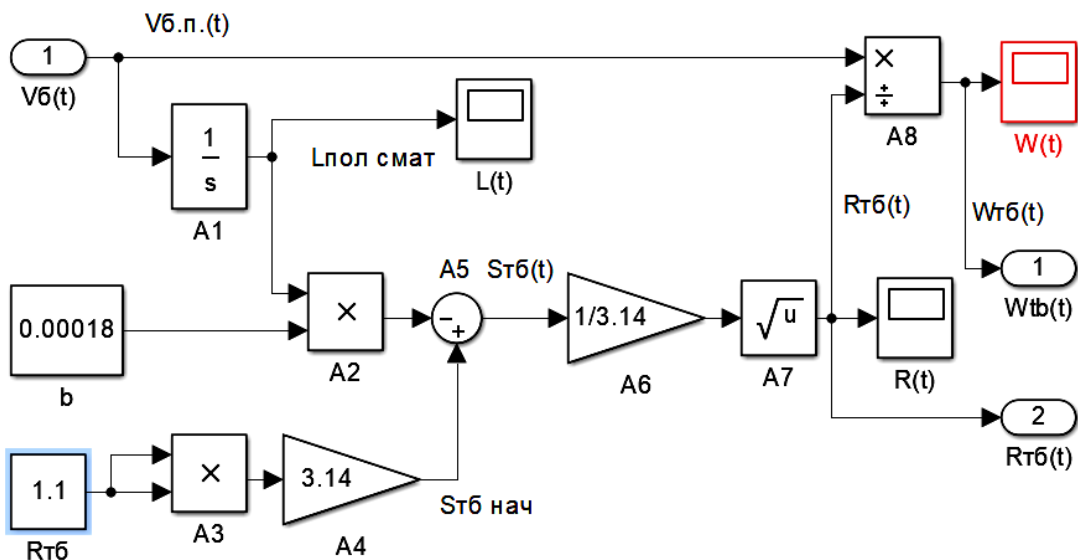 Vб.п.(t)
1
Vб(t)
×
÷
A8
W(t)
1
s
A1
Lпол смат
L(t)
Rтб(t)
Wтб(t)
1
Wtb(t)
0.00018
b
×
A2
A5
Sтб(t)
-
+
1/3.14
A6
√u
A7
R(t)
2
Rтб(t)
1.1
Rтб
×
A3
3.14
A4
Sтб нач